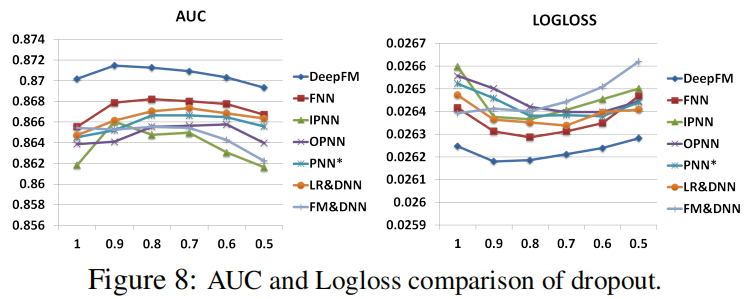 AUC
0.874
0.872
0.87
0.868
0.866
0.864
0.862
0.86
0.858
0.856
1 0.9 0.8 0.7 0.6 0.5
DeepFM
FNN
IPNN
OPNN
PNN*
LR&DNN
FM&DNN
LOGLOSS
0.0267
0.0266
0.0265
0.0264
0.0263
0.0262
0.0261
0.026
0.0259
1 0.9 0.8 0.7 0.6 0.5
DeepFM
FNN
IPNN
OPNN
PNN*
LR&DNN
FM&DNN
Figure 8: AUC and Logloss comparison of dropout.